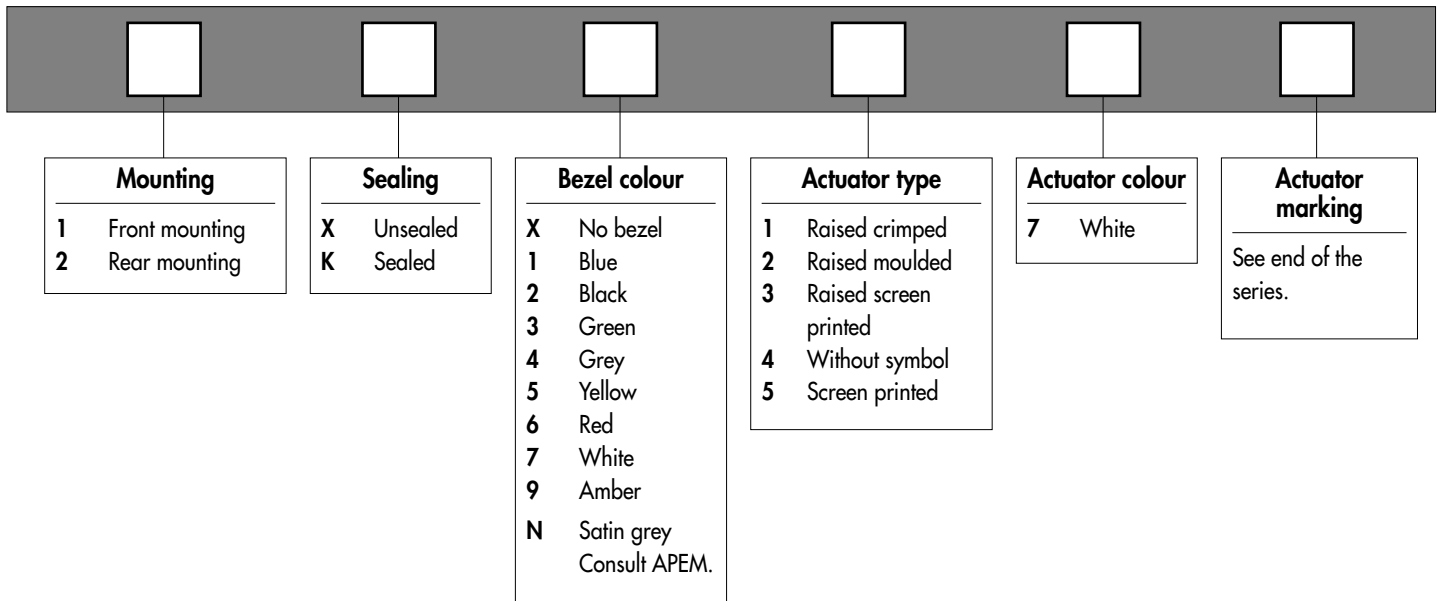 Mounting
1 Front mounting
2 Rear mounting
Sealing
X Unsealed
K Sealed
Bezel colour
X No bezel
1 Blue
2 Black
3 Green
4 Grey
5 Yellow
6 Red
7 White
9 Amber
N Satin grey
Consult APEM.
Actuator type
1 Raised crimped
2 Raised moulded
3 Raised screen
printed
4 Without symbol
5 Screen printed
Actuator colour
7 White
Actuator
marking
See end of the
series.